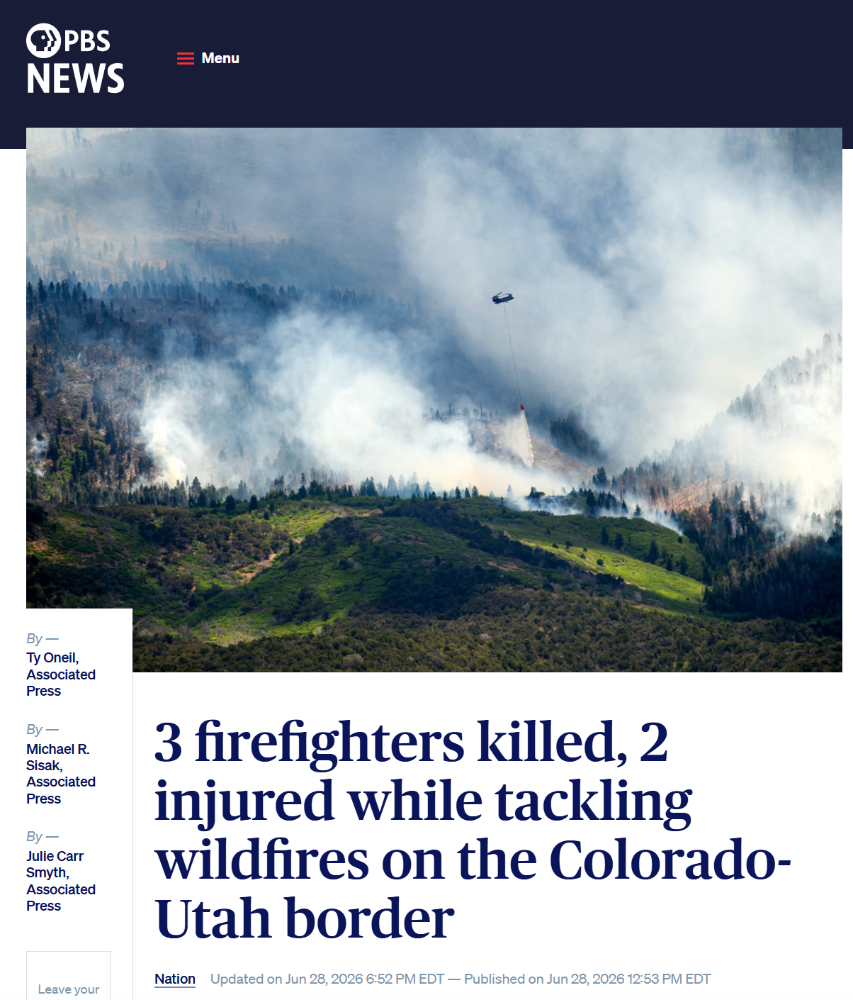 PBS
NEWS
Menu
By —
Ty Oneil,
Associated
Press
By —
Michael R.
Sisak,
Associated
Press
By —
Julie Carr
Smyth,
Associated
Press
Leave your
3 firefighters killed, 2
injured while tackling
wildfires on the Colorado-
Utah border
Nation Updated on Jun 28, 2026 6:52 PM EDT — Published on Jun 28, 2026 12:53 PM EDT